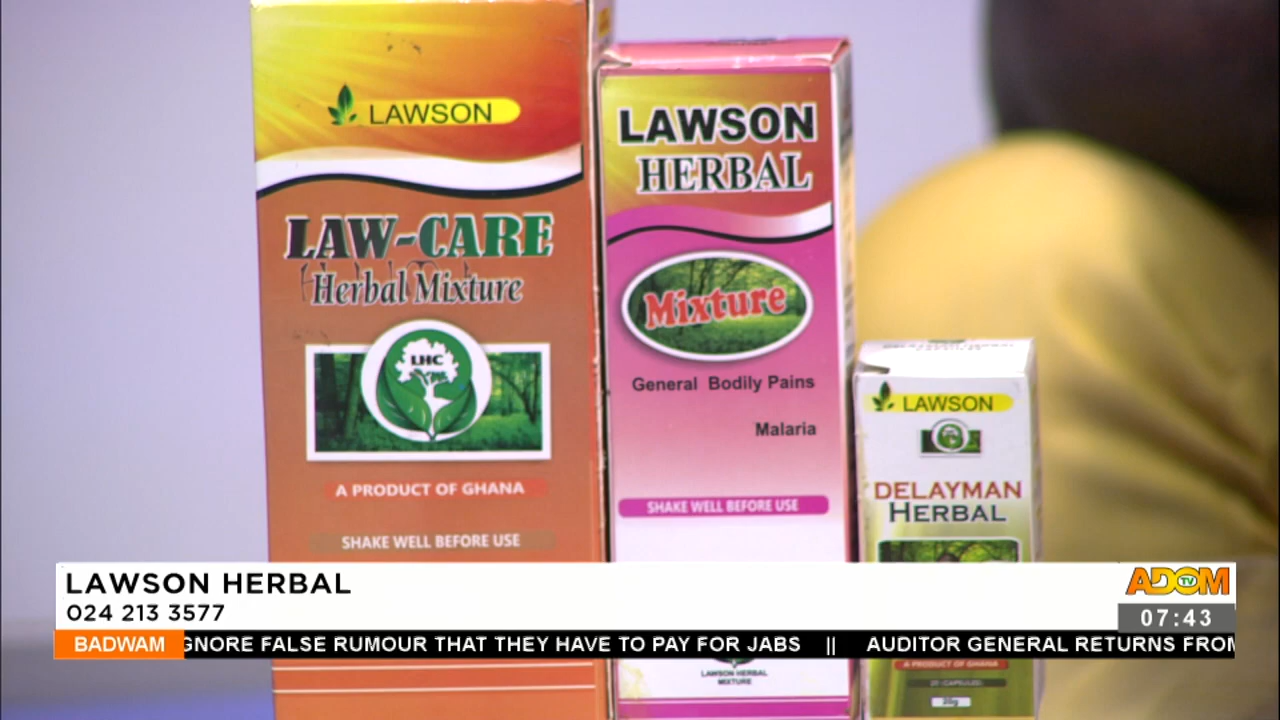 LAWSON
LAW-CARE
Herbal Mixture
LHC
A PRODUCT OF GHANA
SHAKE WELL BEFORE USE
LAWSON
HERBAL
Mixture
General Bodily Pains
Malaria
SHAKE WELL BEFORE USE
LAWSON HERBAL
MIXTURE
LAWSON
DELAYMAN
HERBAL
A PRODUCT OF GHANA
20g
LAWSON HERBAL
024 213 3577
ADOM TV
07:43
BADWAM
GNORE FALSE RUMOUR THAT THEY HAVE TO PAY FOR JABS || AUDITOR GENERAL RETURNS FROM